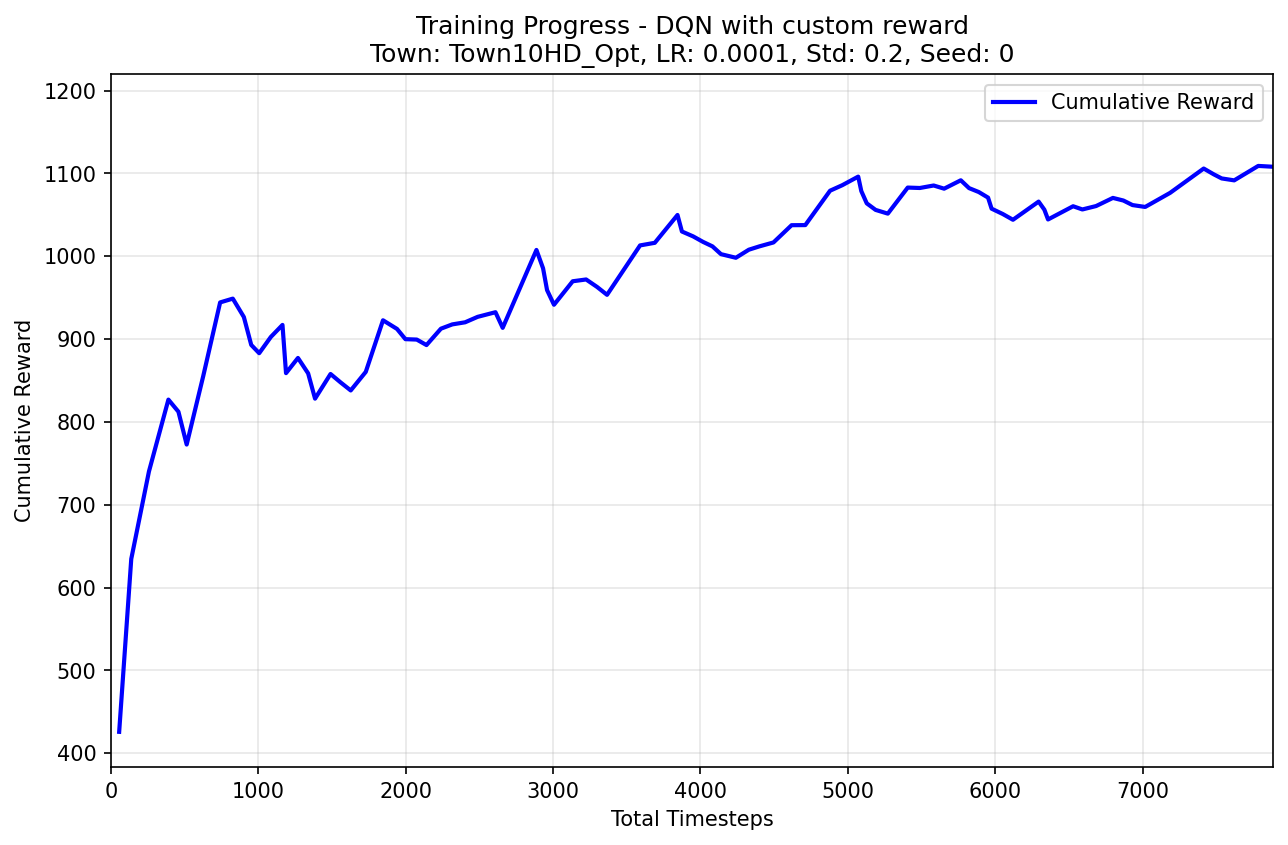 Training Progress - DQN with custom reward
Town: Town10HD_Opt, LR: 0.0001, Std: 0.2, Seed: 0
Cumulative Reward
1200
1100
1000
900
800
700
600
500
400
Cumulative Reward
0 1000 2000 3000 4000 5000 6000 7000
Total Timesteps